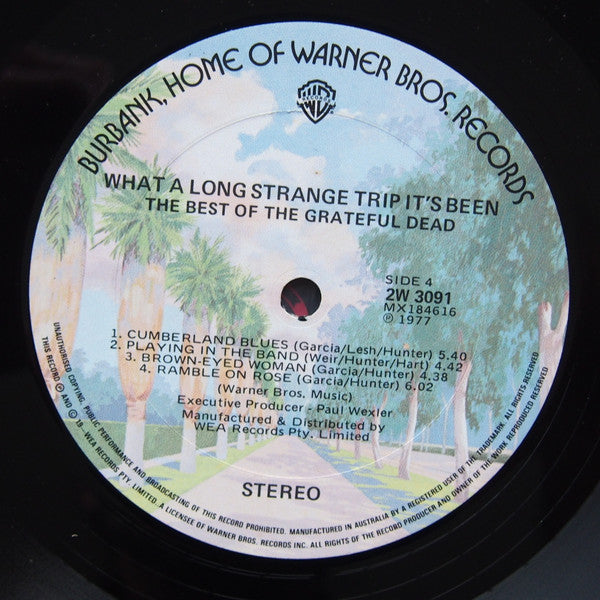 BURBANK, HOME OF WARNER BROS. RECORDS
RECORDS
WHAT A LONG STRANGE TRIP IT'S BEEN
THE BEST OF THE GRATEFUL DEAD
SIDE 4
2W 3091
MX184616
℗ 1977
1. CUMBERLAND BLUES (Garcia/Lesh/Hunter) 5.40
2. PLAYING IN THE BAND (Weir/Hunter/Hart) 4.42
3. BROWN-EYED WOMAN (Garcia/Hunter) 4.38
4. RAMBLE ON ROSE (Garcia/Hunter) 6.02
(Warner Bros. Music)
Executive Producer - Paul Wexler
Manufactured & Distributed by
WEA Records Pty. Limited
STEREO
UNAUTHORISED COPYING, PUBLIC PERFORMANCE AND BROADCASTING OF THIS RECORD PROHIBITED. MANUFACTURED IN AUSTRALIA BY A REGISTERED USER OF THE TRADEMARK. ALL RIGHTS OF
THIS RECORD ℗ AND © 19 - WEA RECORDS PTY. LIMITED. A LICENSEE OF WARNER BROS. RECORDS INC. ALL RIGHTS OF THE RECORD PRODUCER AND OWNER OF THE WORK REPRODUCED RESERVED